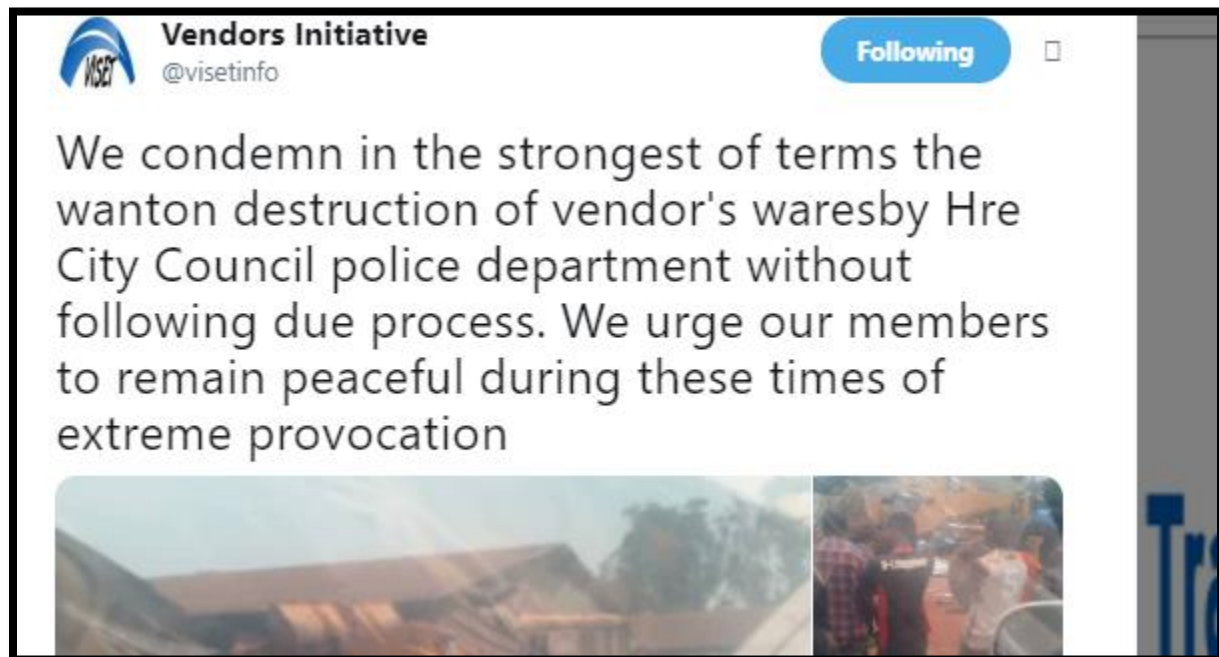 Vendors Initiative
@visetinfo
VISET
Following
We condemn in the strongest of terms the
wanton destruction of vendor's waresby Hre
City Council police department without
following due process. We urge our members
to remain peaceful during these times of
extreme provocation